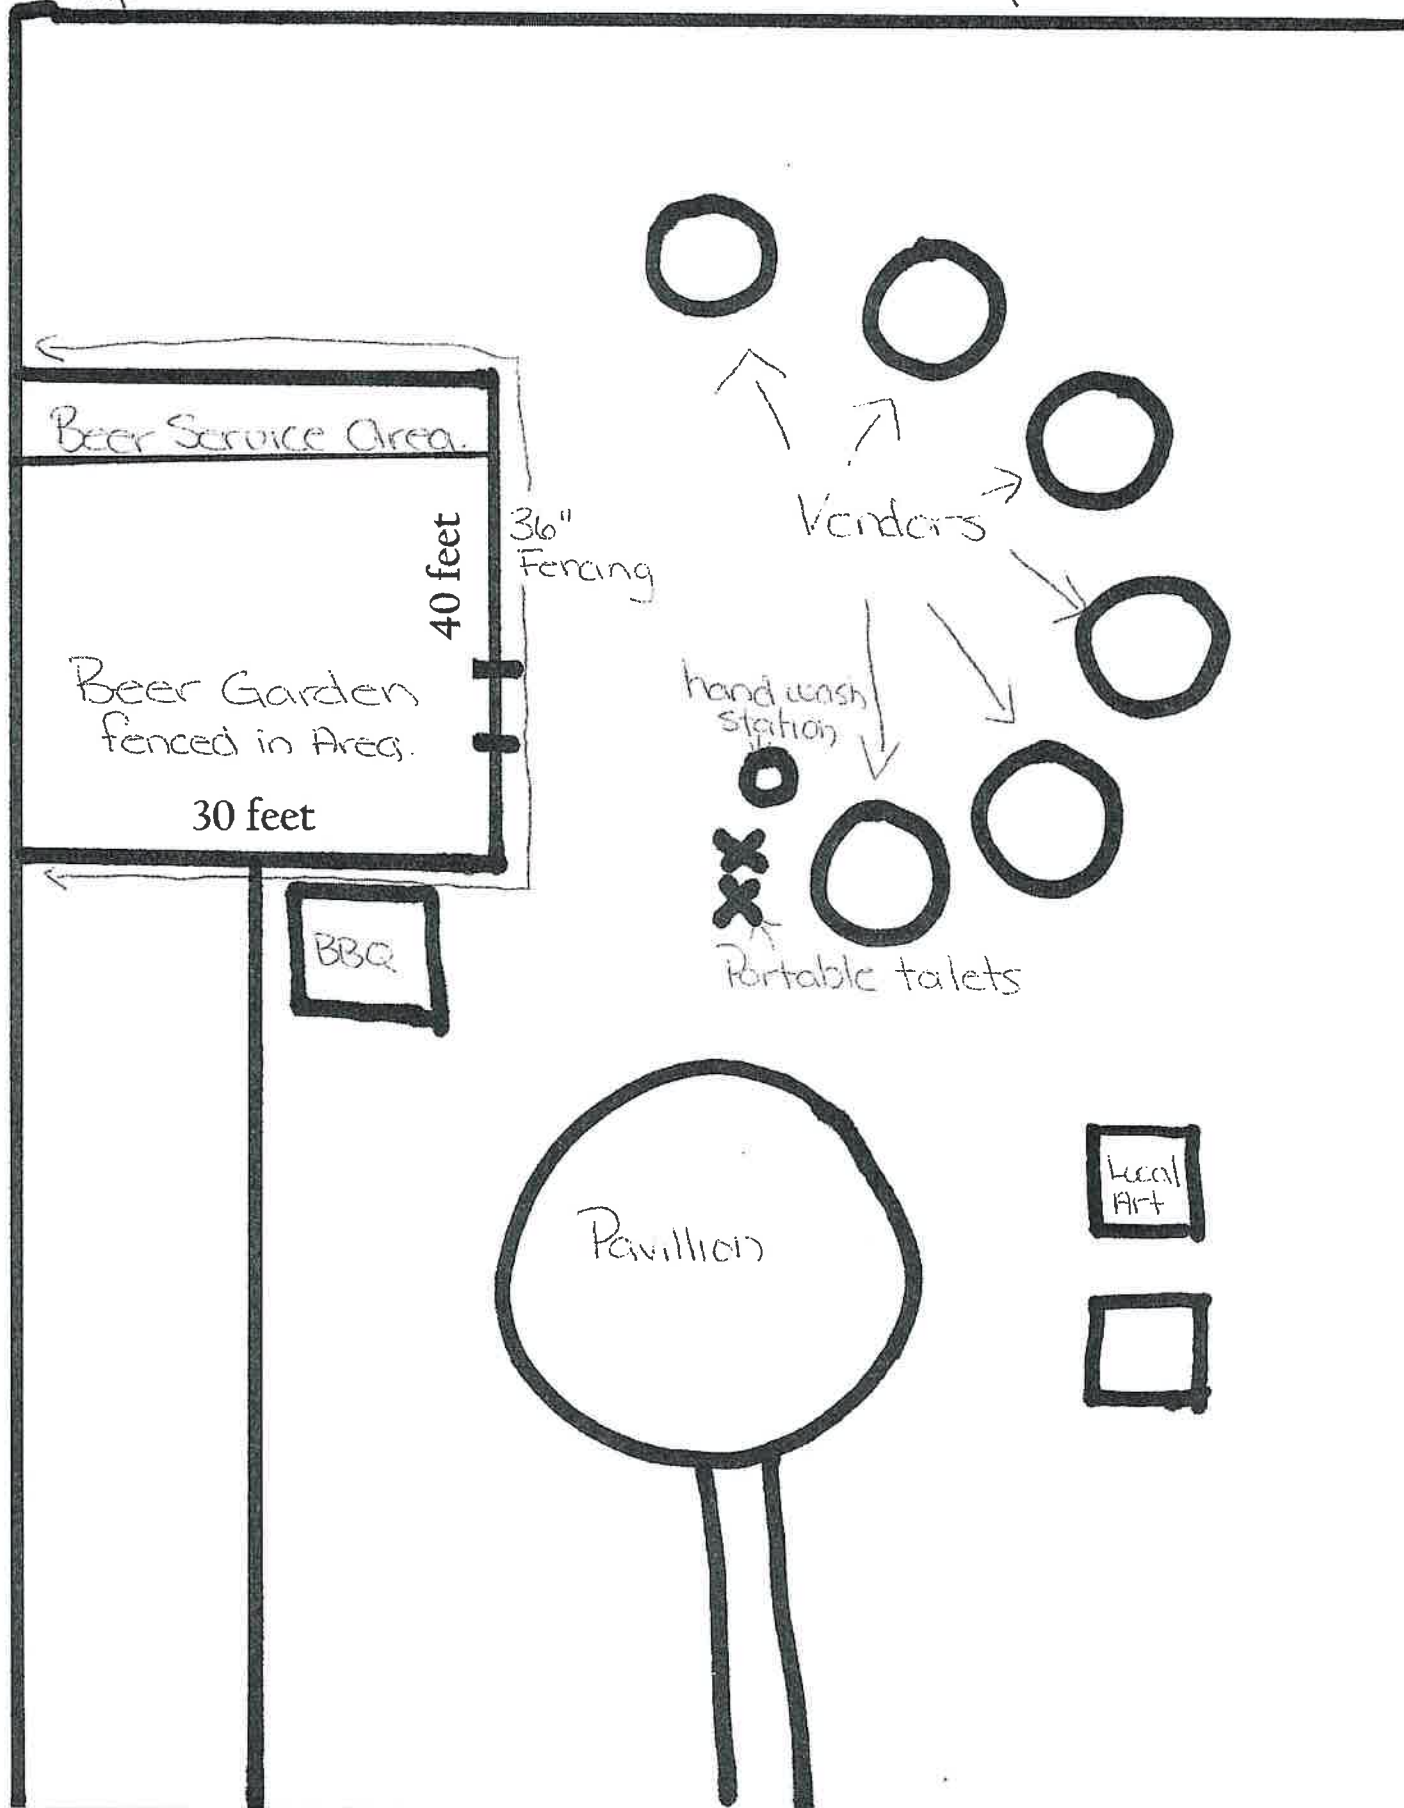 Beer Service Area.
40 feet
36"
Fencing
Vendors
Beer Garden
fenced in Area.
hand wash
station
30 feet
BBQ
Portable toilets
Pavillion
Local
Art